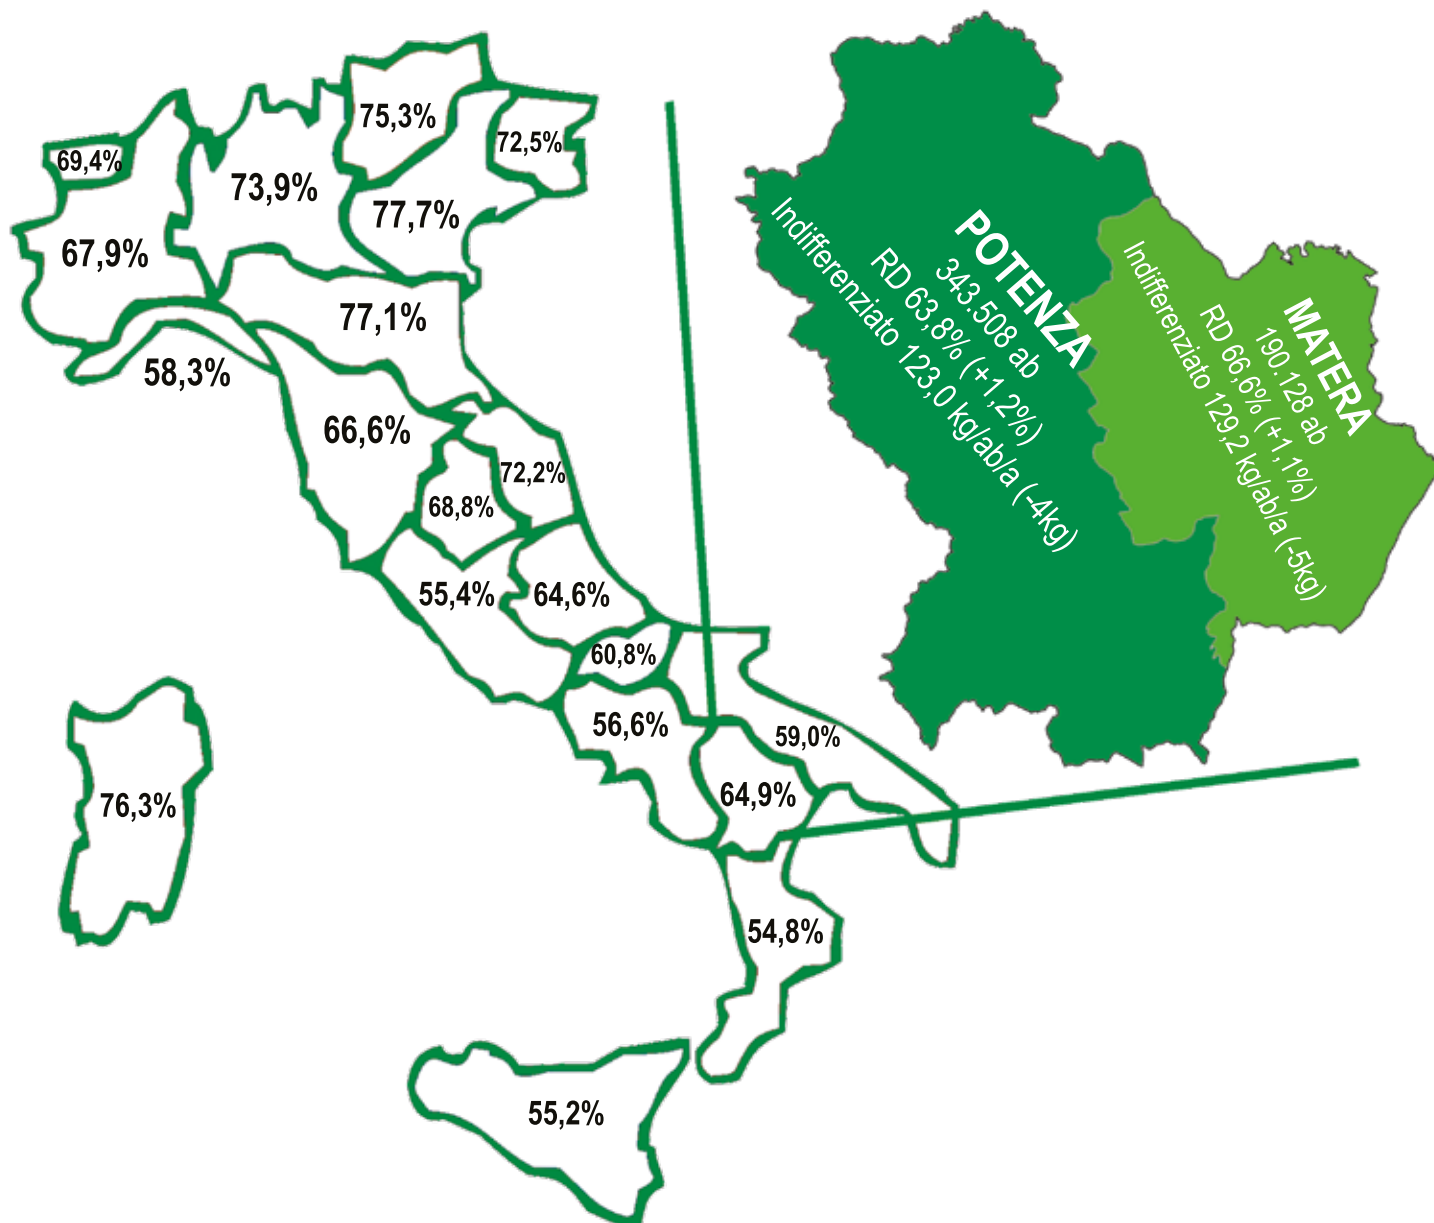 75,3%
72,5%
69,4%
73,9%
77,7%
67,9%
77,1%
58,3%
66,6%
72,2%
68,8%
55,4%
64,6%
60,8%
56,6%
59,0%
64,9%
76,3%
54,8%
55,2%
POTENZA
343.508 ab
RD 63,8% (+1,2%)
Indifferenziato 123,0 kg/ab/a (-4kg)
MATERA
190.128 ab
RD 66,6% (+1,1%)
Indifferenziato 129,2 kg/ab/a (-5kg)